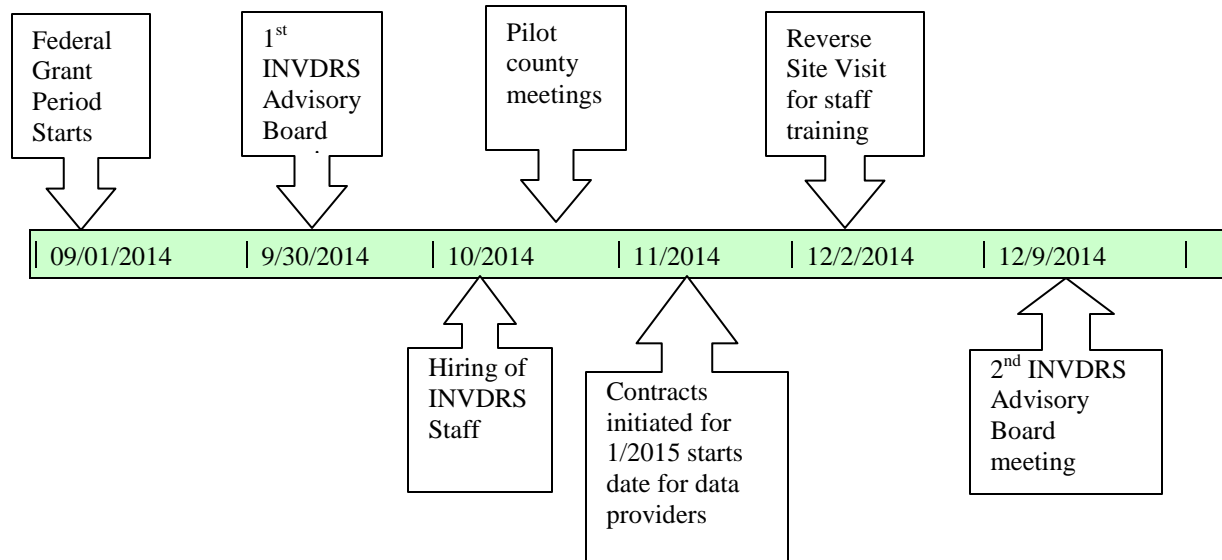 Federal
Grant
Period
Starts
1st
INVDRS
Advisory
Board
Pilot
county
meetings
Reverse
Site Visit
for staff
training
09/01/2014
9/30/2014
10/2014
11/2014
12/2/2014
12/9/2014
Hiring of
INVDRS
Staff
Contracts
initiated for
1/2015 starts
date for data
providers
2nd INVDRS
Advisory
Board
meeting